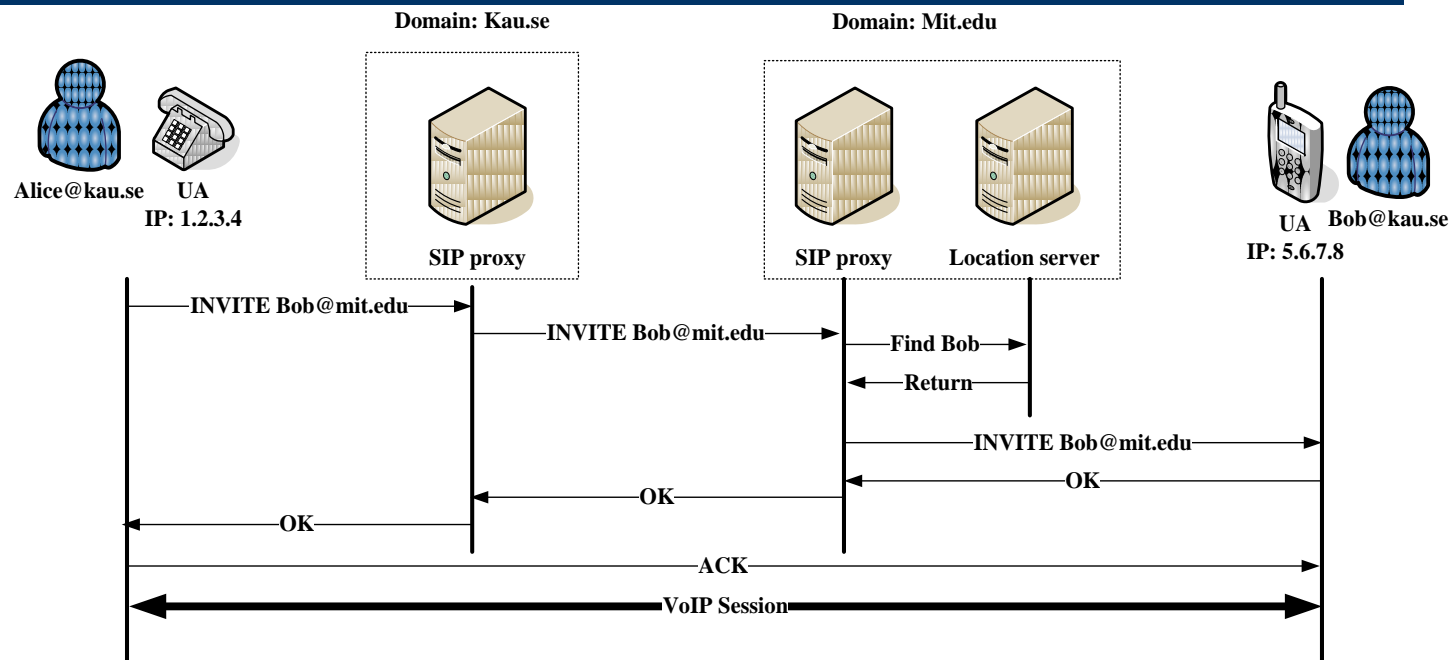 Domain: Kau.se
Domain: Mit.edu
Alice@kau.se
UA
IP: 1.2.3.4
SIP proxy
SIP proxy
Location server
UA
IP: 5.6.7.8
Bob@kau.se
INVITE Bob@mit.edu
INVITE Bob@mit.edu
Find Bob
Return
INVITE Bob@mit.edu
OK
OK
OK
ACK
VoIP Session